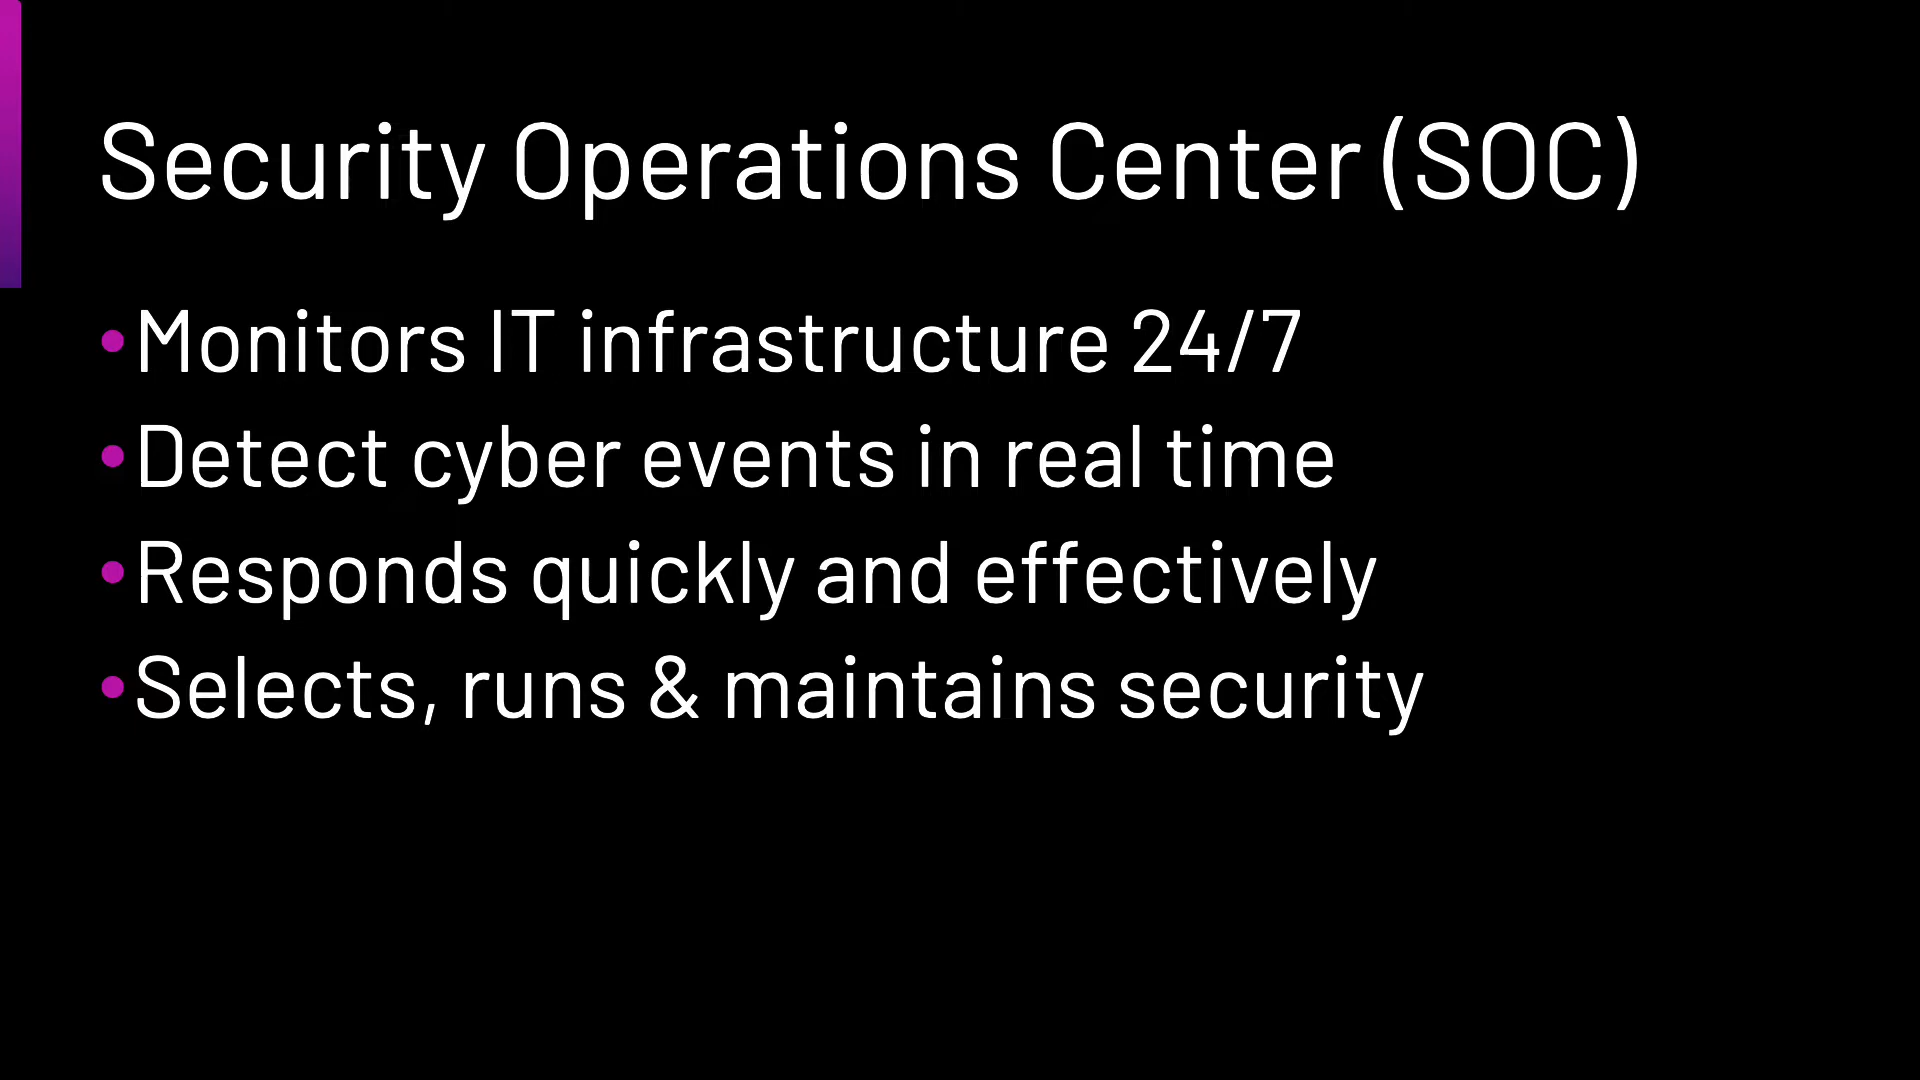 Security Operations Center (SOC)
•Monitors IT infrastructure 24/7
•Detect cyber events in real time
•Responds quickly and effectively
•Selects, runs & maintains security